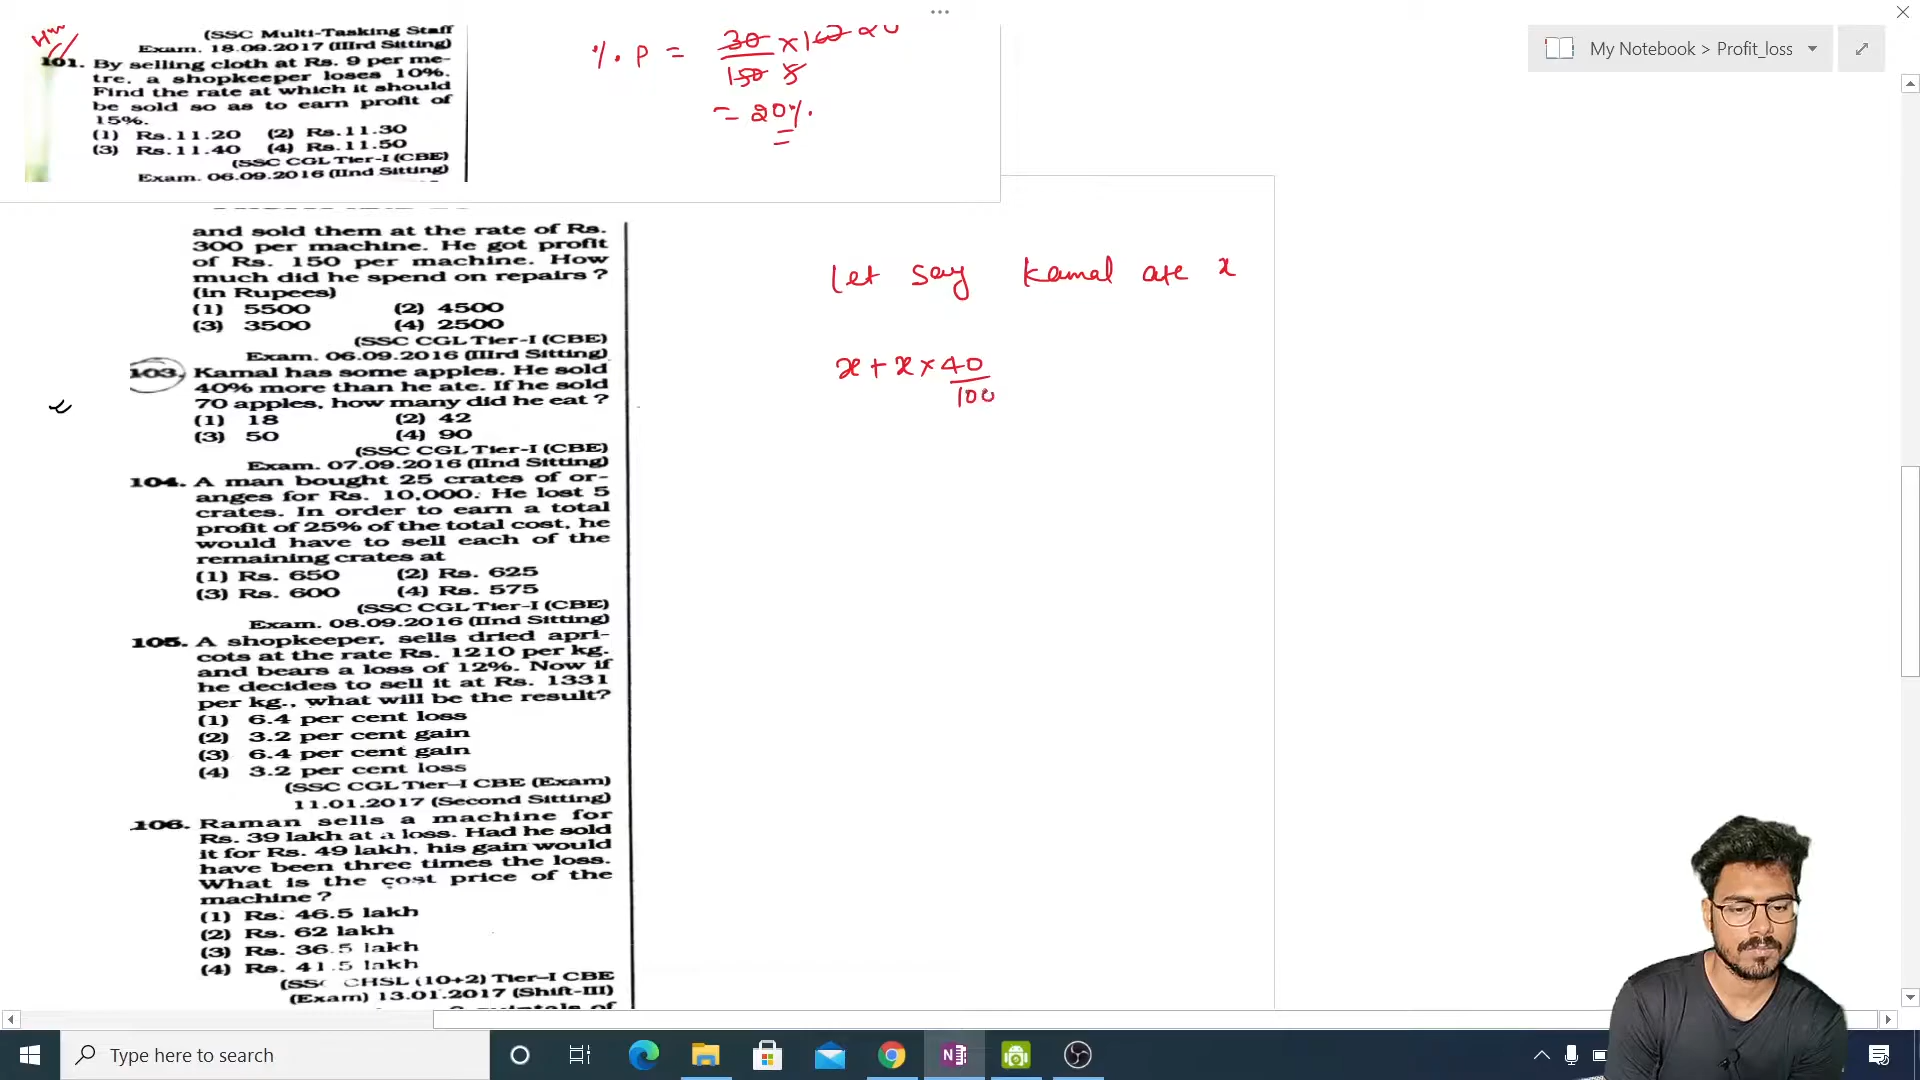 (SSC Multi-Tasking Staff
Exam. 18.09.2017 (IIIrd Sitting)
101. By selling cloth at Rs. 9 per me-
tre, a shopkeeper loses 10%.
Find the rate at which it should
be sold so as to earn profit of
15%.
(1) Rs.11.20 (2) Rs.11.30
(3) Rs.11.40 (4) Rs.11.50
(SSC CGL Tier-I (CBE)
Exam. 06.09.2016 (IInd Sitting)
%. P = 30/150 × 100 20
5
= 20%.
My Notebook > Profit_loss
and sold them at the rate of Rs.
300 per machine. He got profit
of Rs. 150 per machine. How
much did he spend on repairs ?
(in Rupees)
(1) 5500 (2) 4500
(3) 3500 (4) 2500
(SSC CGL Tier-I (CBE)
Exam. 06.09.2016 (IIIrd Sitting)
103. Kamal has some apples. He sold
40% more than he ate. If he sold
70 apples, how many did he eat ?
(1) 18 (2) 42
(3) 50 (4) 90
(SSC CGL Tier-I (CBE)
Exam. 07.09.2016 (IInd Sitting)
104. A man bought 25 crates of or-
anges for Rs. 10,000. He lost 5
crates. In order to earn a total
profit of 25% of the total cost, he
would have to sell each of the
remaining crates at
(1) Rs. 650 (2) Rs. 625
(3) Rs. 600 (4) Rs. 575
(SSC CGL Tier-I (CBE)
Exam. 08.09.2016 (IInd Sitting)
105. A shopkeeper, sells dried apri-
cots at the rate Rs. 1210 per kg.
and bears a loss of 12%. Now if
he decides to sell it at Rs. 1331
per kg., what will be the result?
(1) 6.4 per cent loss
(2) 3.2 per cent gain
(3) 6.4 per cent gain
(4) 3.2 per cent loss
(SSC CGL Tier-I CBE (Exam)
11.01.2017 (Second Sitting)
106. Raman sells a machine for
Rs. 39 lakh at a loss. Had he sold
it for Rs. 49 lakh, his gain would
have been three times the loss.
What is the cost price of the
machine ?
(1) Rs. 46.5 lakh
(2) Rs. 62 lakh
(3) Rs. 36.5 lakh
(4) Rs. 41.5 lakh
(SSC CHSL (10+2) Tier-I CBE
(Exam) 13.01.2017 (Shift-III)
Let say Kamal ate x
x + x × 40/100
Type here to search